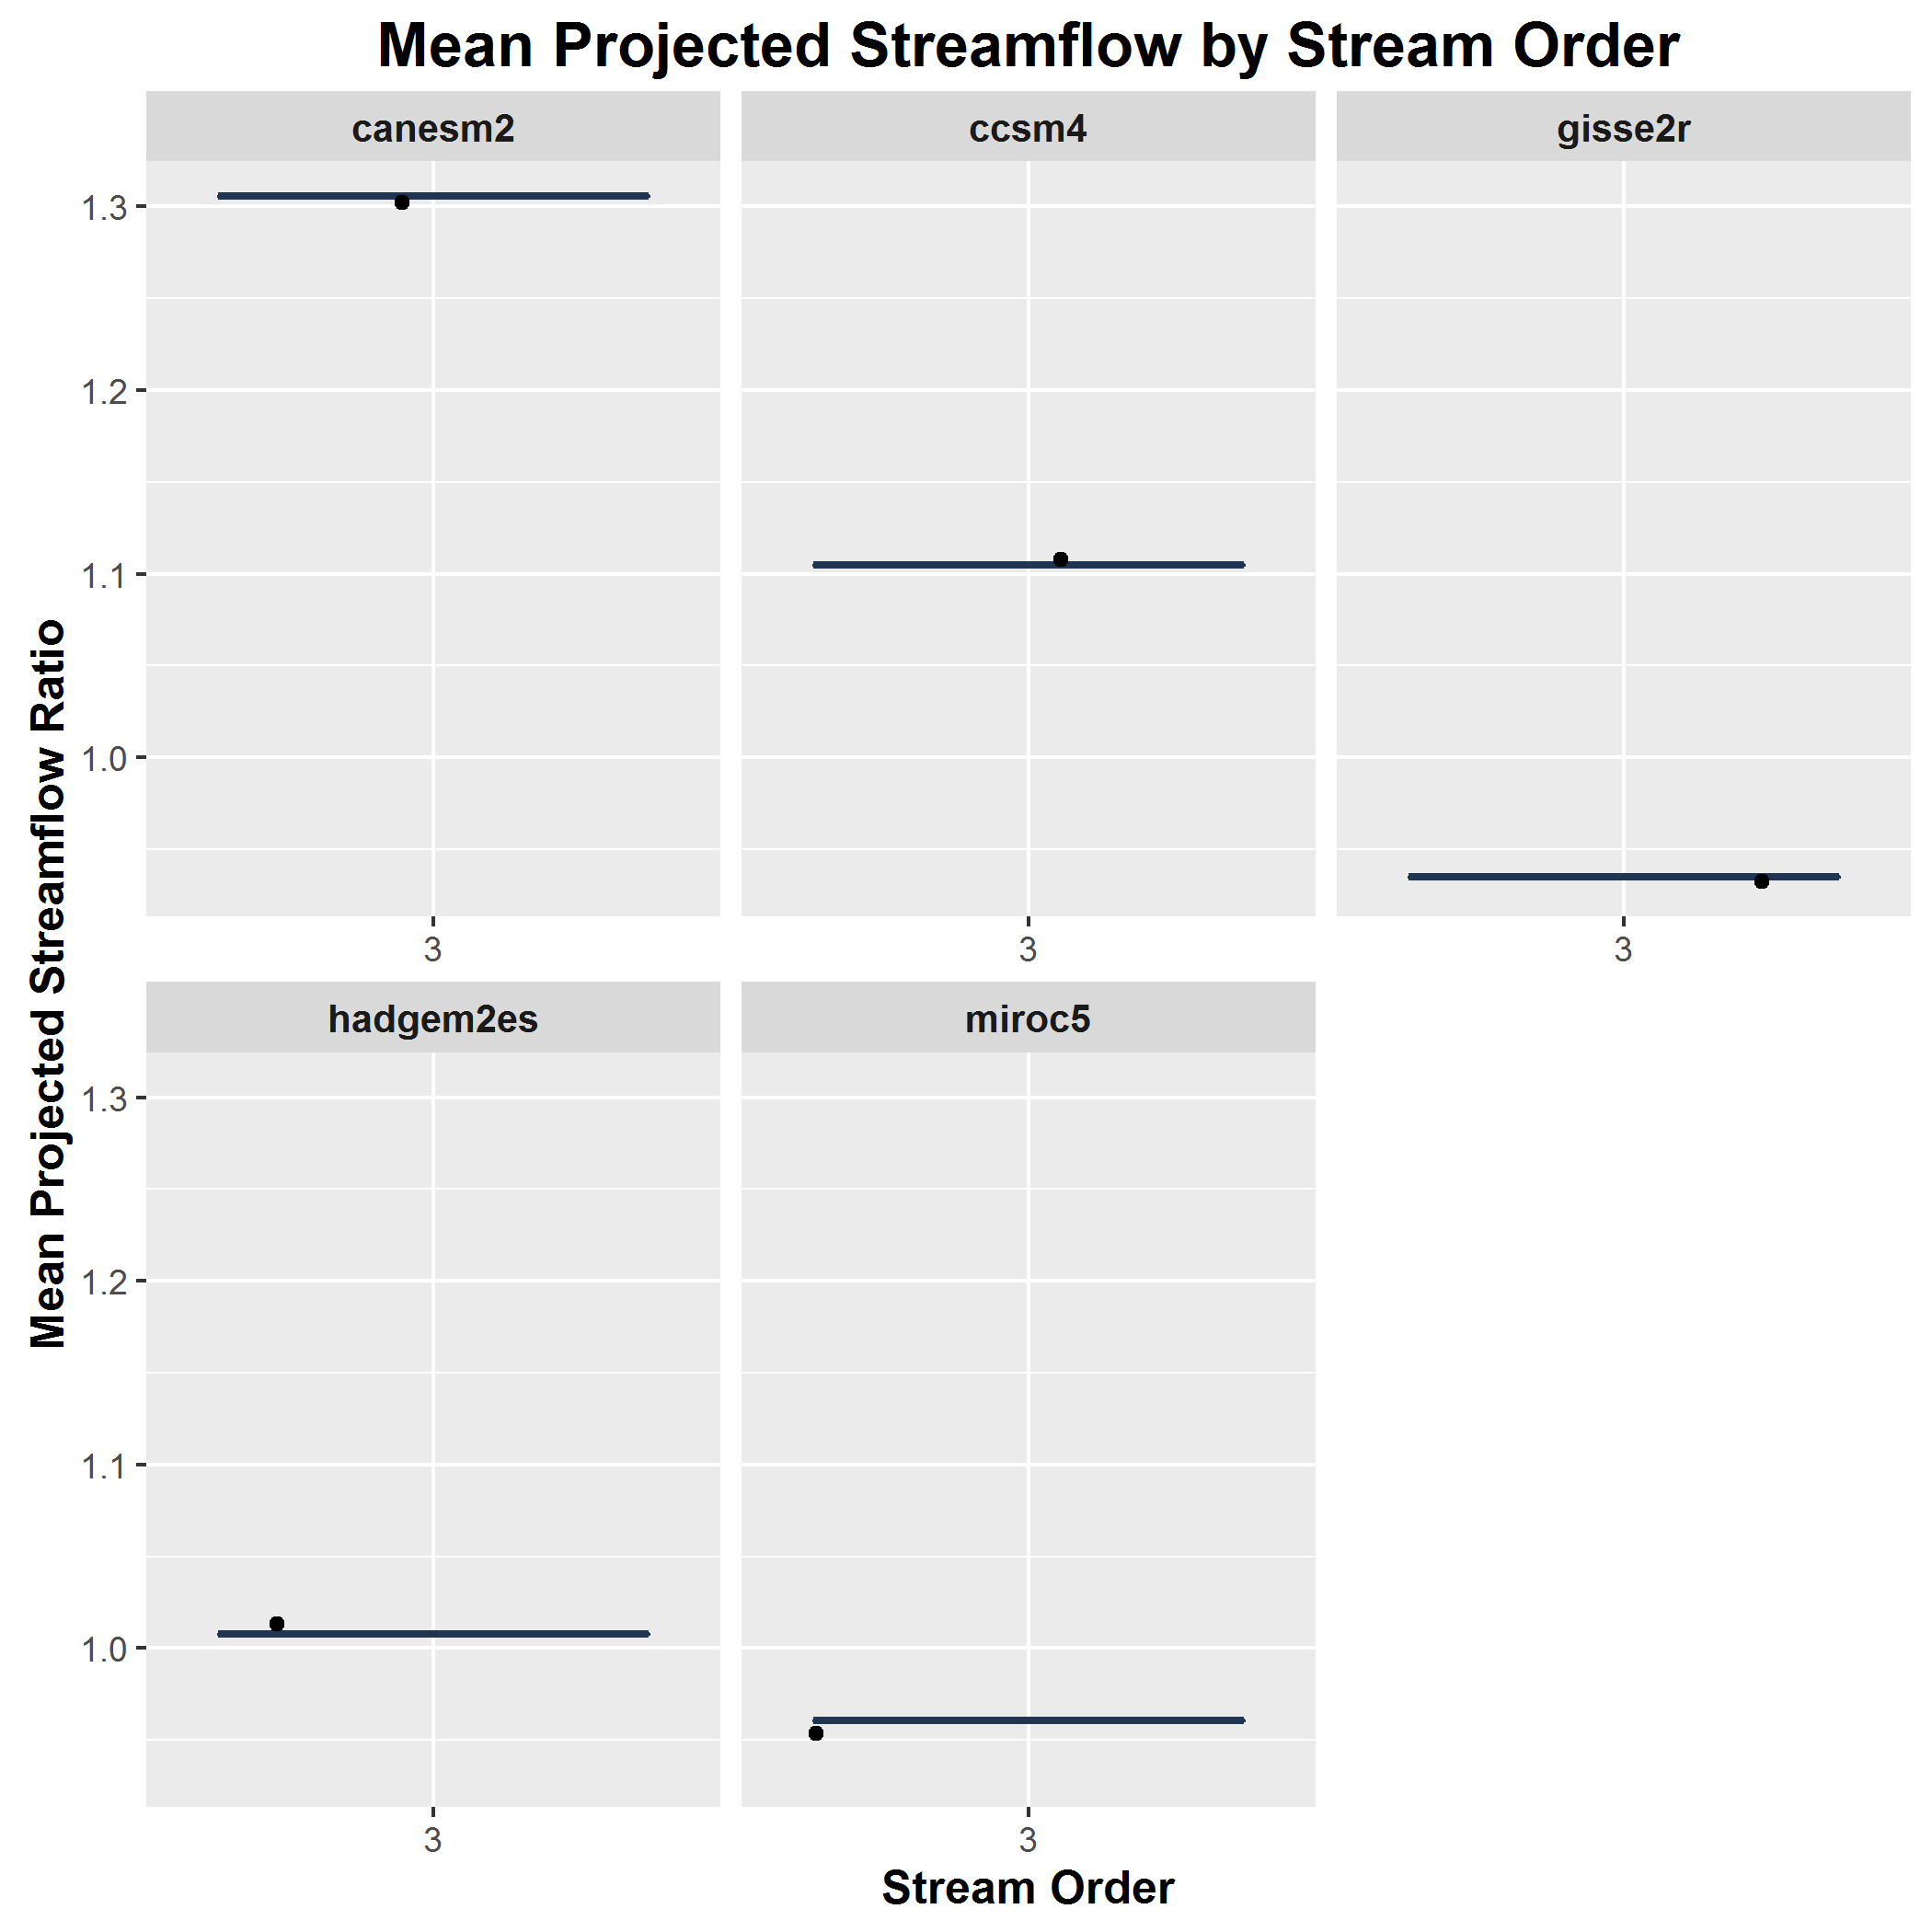 Mean Projected Streamflow by Stream Order
canesm2
ccsm4
gisse2r
1.3
1.2
1.1
1.0
3
3
3
Mean Projected Streamflow Ratio
hadgem2es
miroc5
1.3
1.2
1.1
1.0
3
3
Stream Order